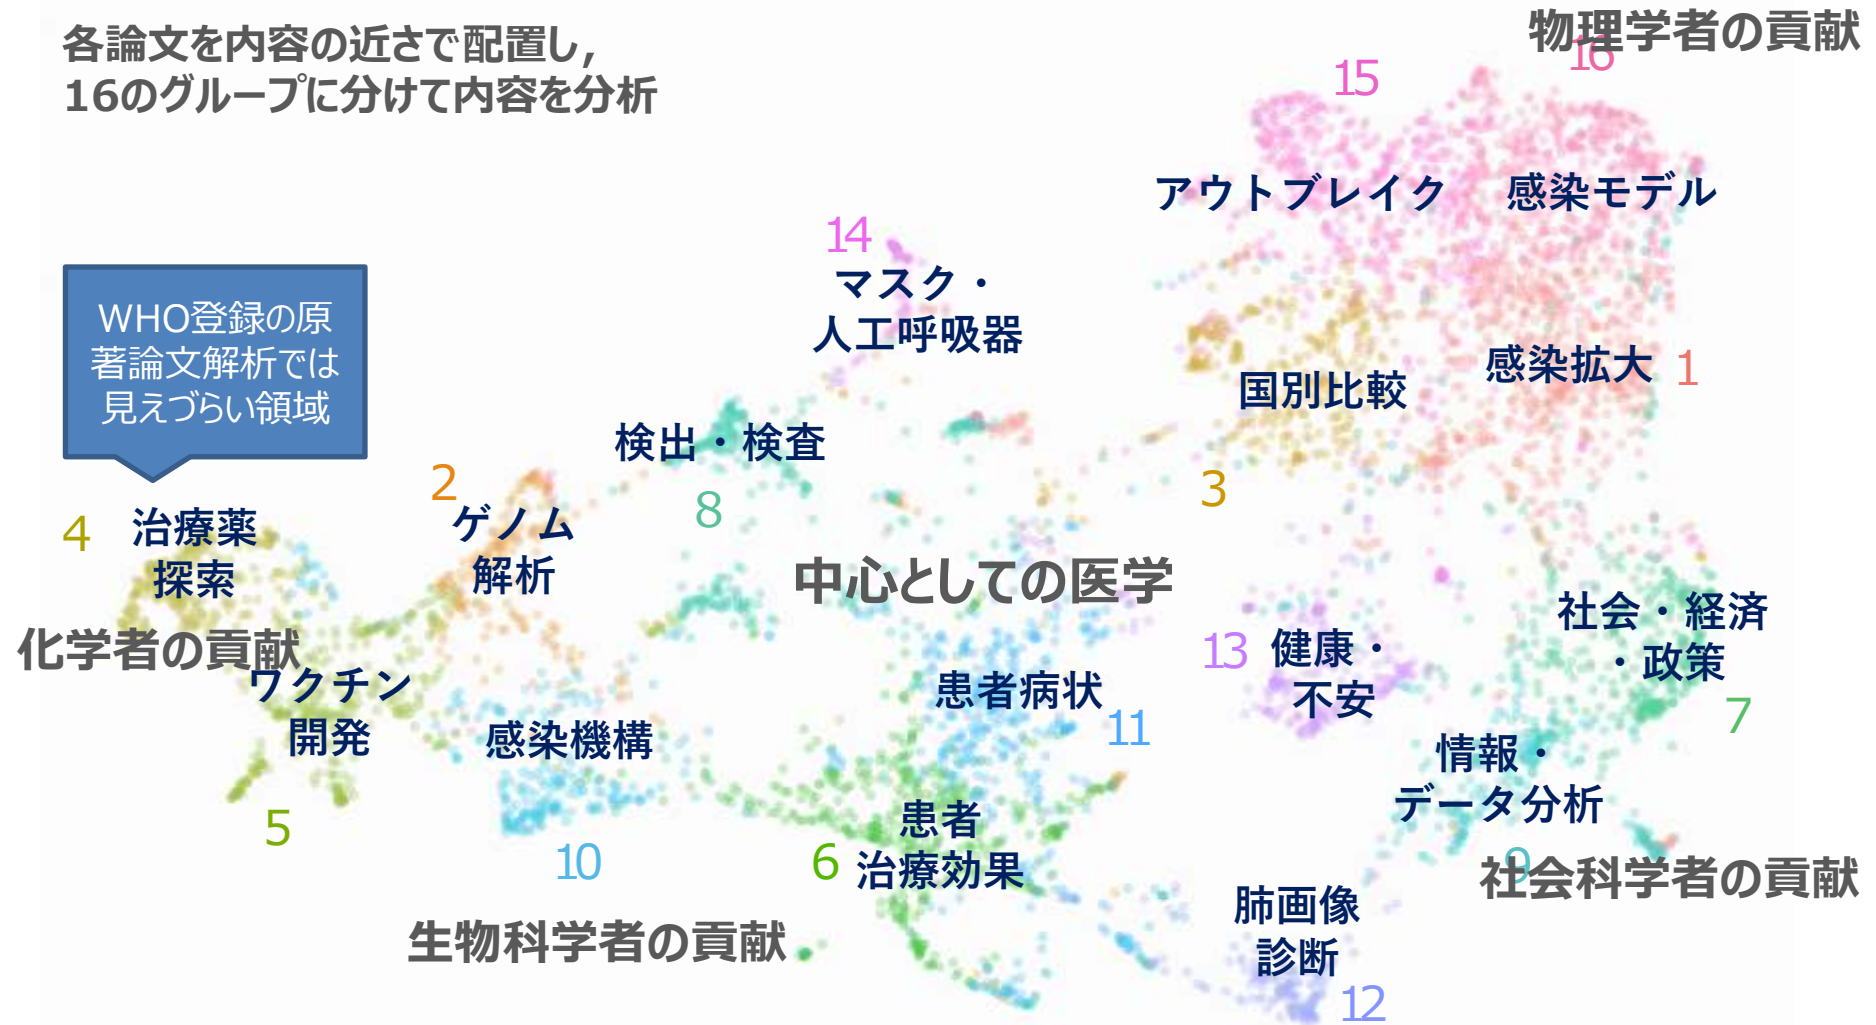 各論文を内容の近さで配置し,
16のグループに分けて内容を分析
物理学者の貢献
16
15
アウトブレイク
感染モデル
14
マスク・
人工呼吸器
WHO登録の原
著論文解析では
見えづらい領域
国別比較
感染拡大
1
検出・検査
8
3
2
ゲノム
解析
4
治療薬
探索
中心としての医学
化学者の貢献
ワクチン
開発
5
感染機構
10
患者病状
11
13
健康・
不安
社会・経済
・政策
7
情報・
データ分析
9
社会科学者の貢献
患者
治療効果
6
生物科学者の貢献
肺画像
診断
12